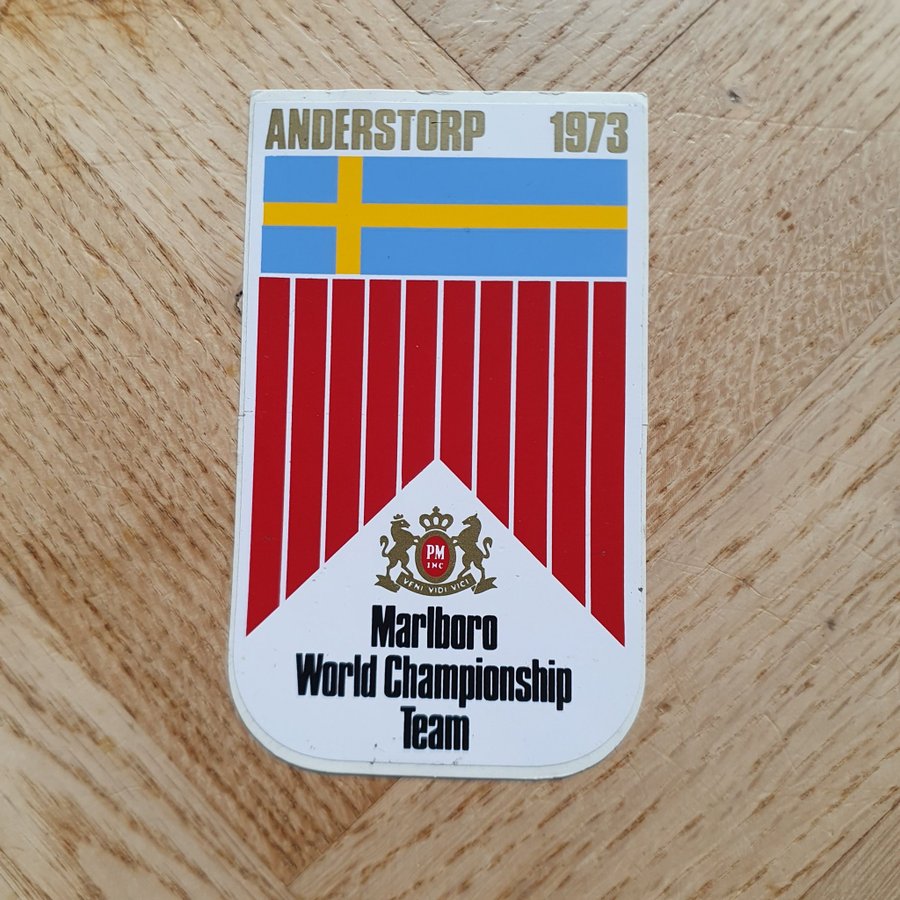 ANDERSTORP 1973
PM
INC
VENI VIDI VICI
Marlboro
World Championship
Team